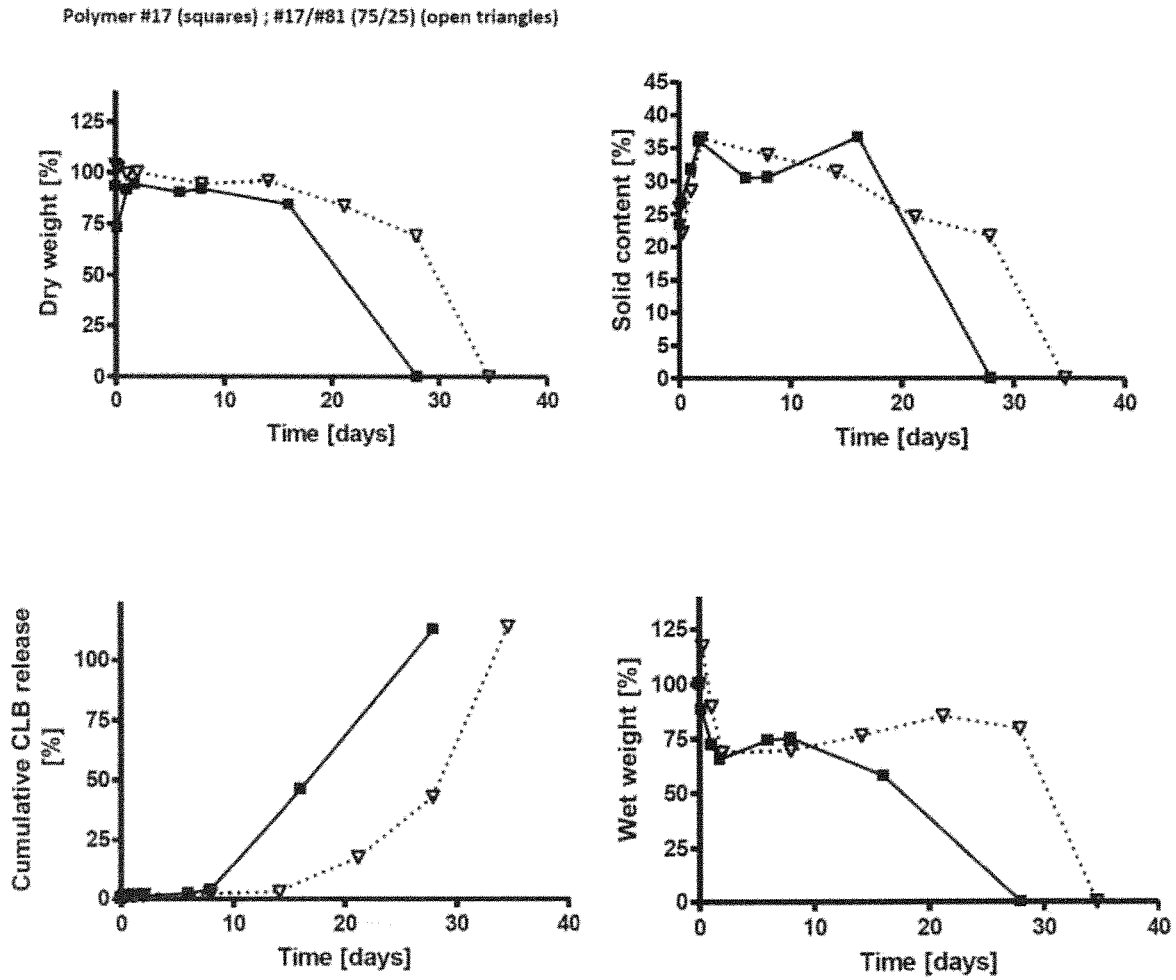 Polymer #17 (squares) ; #17/#81 (75/25) (open triangles)
Dry weight [%]
125
100
75
50
25
0
0 10 20 30 40
Time [days]
Solid content [%]
45
40
35
30
25
20
15
10
5
0
0 10 20 30 40
Time [days]
Cumulative CLB release
[%]
100
75
50
25
0
0 10 20 30 40
Time [days]
Wet weight [%]
125
100
75
50
25
0
0 10 20 30 40
Time [days]